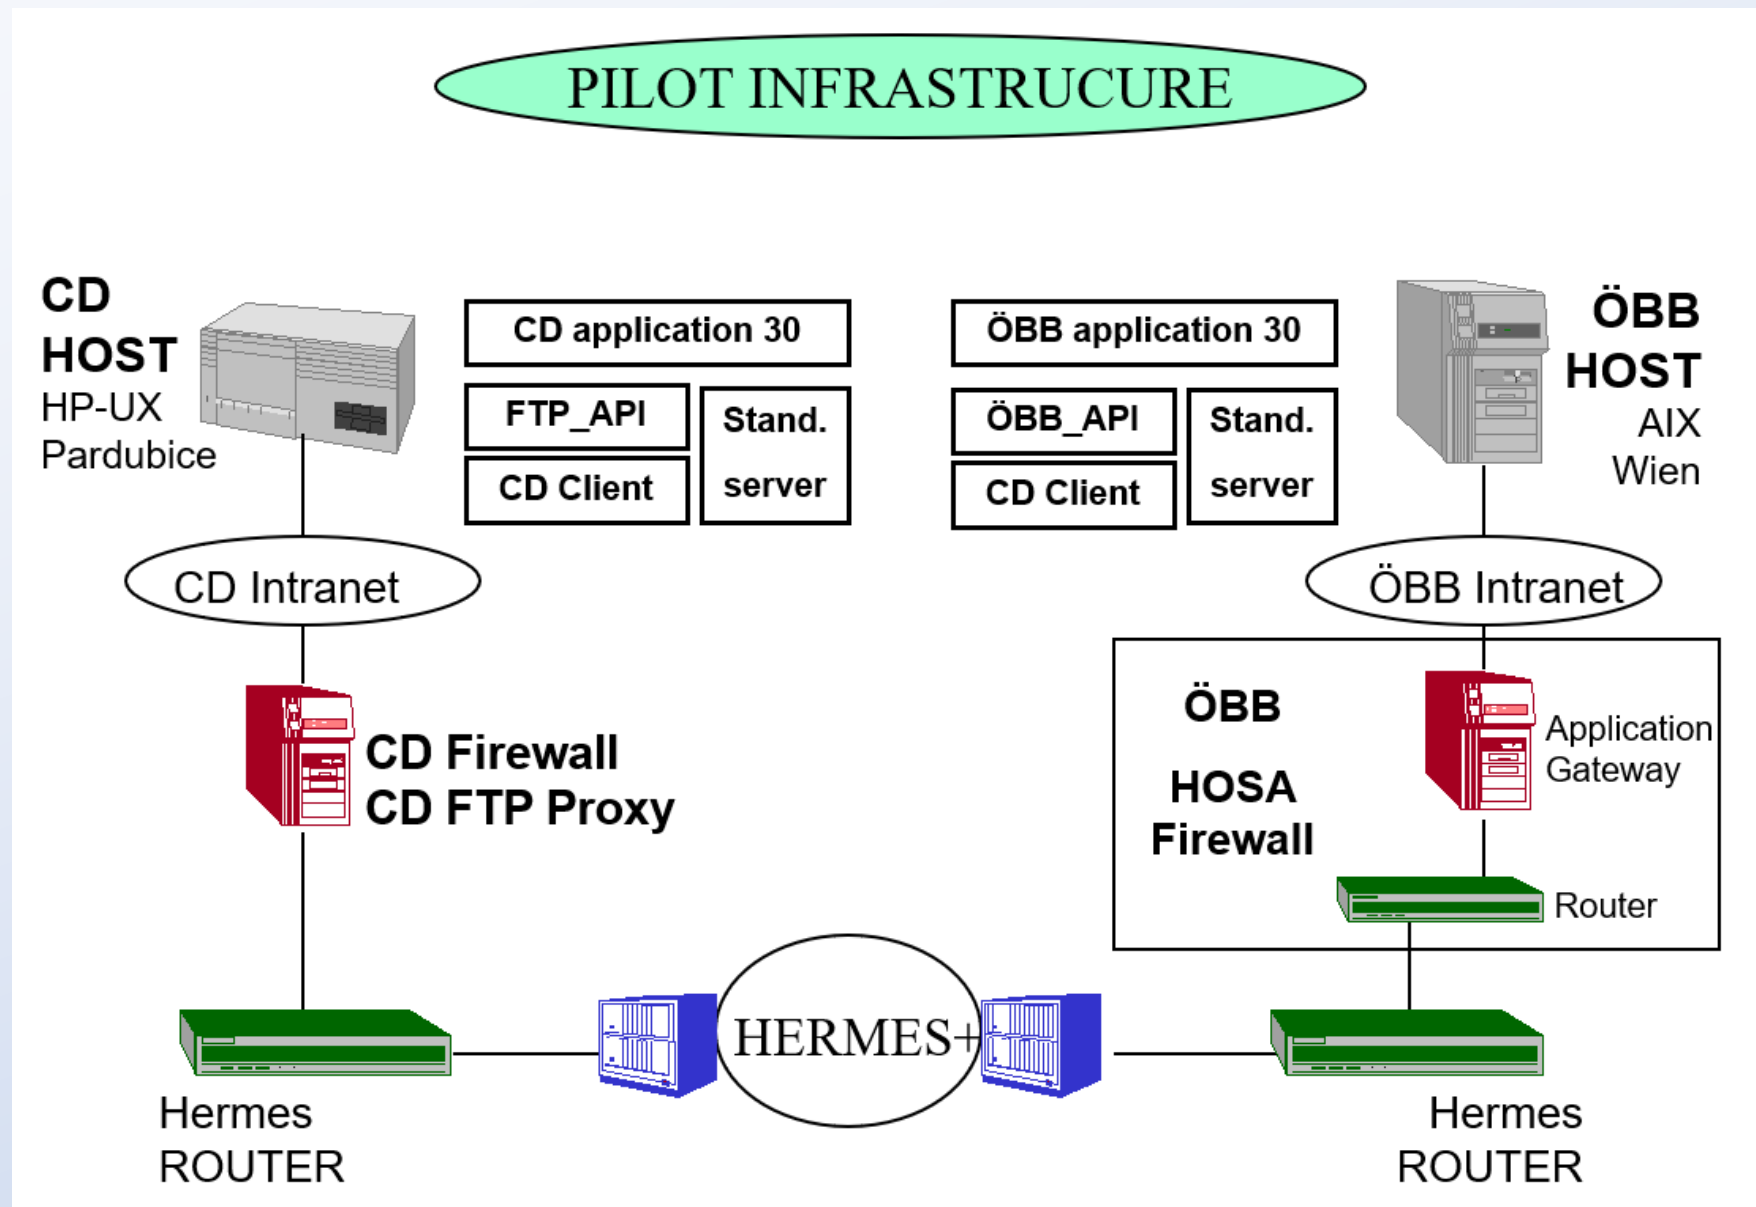 PILOT INFRASTRUCURE
CD
HOST
HP-UX
Pardubice
CD application 30
FTP_API
CD Client
Stand.
server
ÖBB application 30
ÖBB_API
CD Client
Stand.
server
ÖBB
HOST
AIX
Wien
CD Intranet
ÖBB Intranet
CD Firewall
CD FTP Proxy
ÖBB
HOSA
Firewall
Application
Gateway
Router
HERMES+
Hermes
ROUTER
Hermes
ROUTER